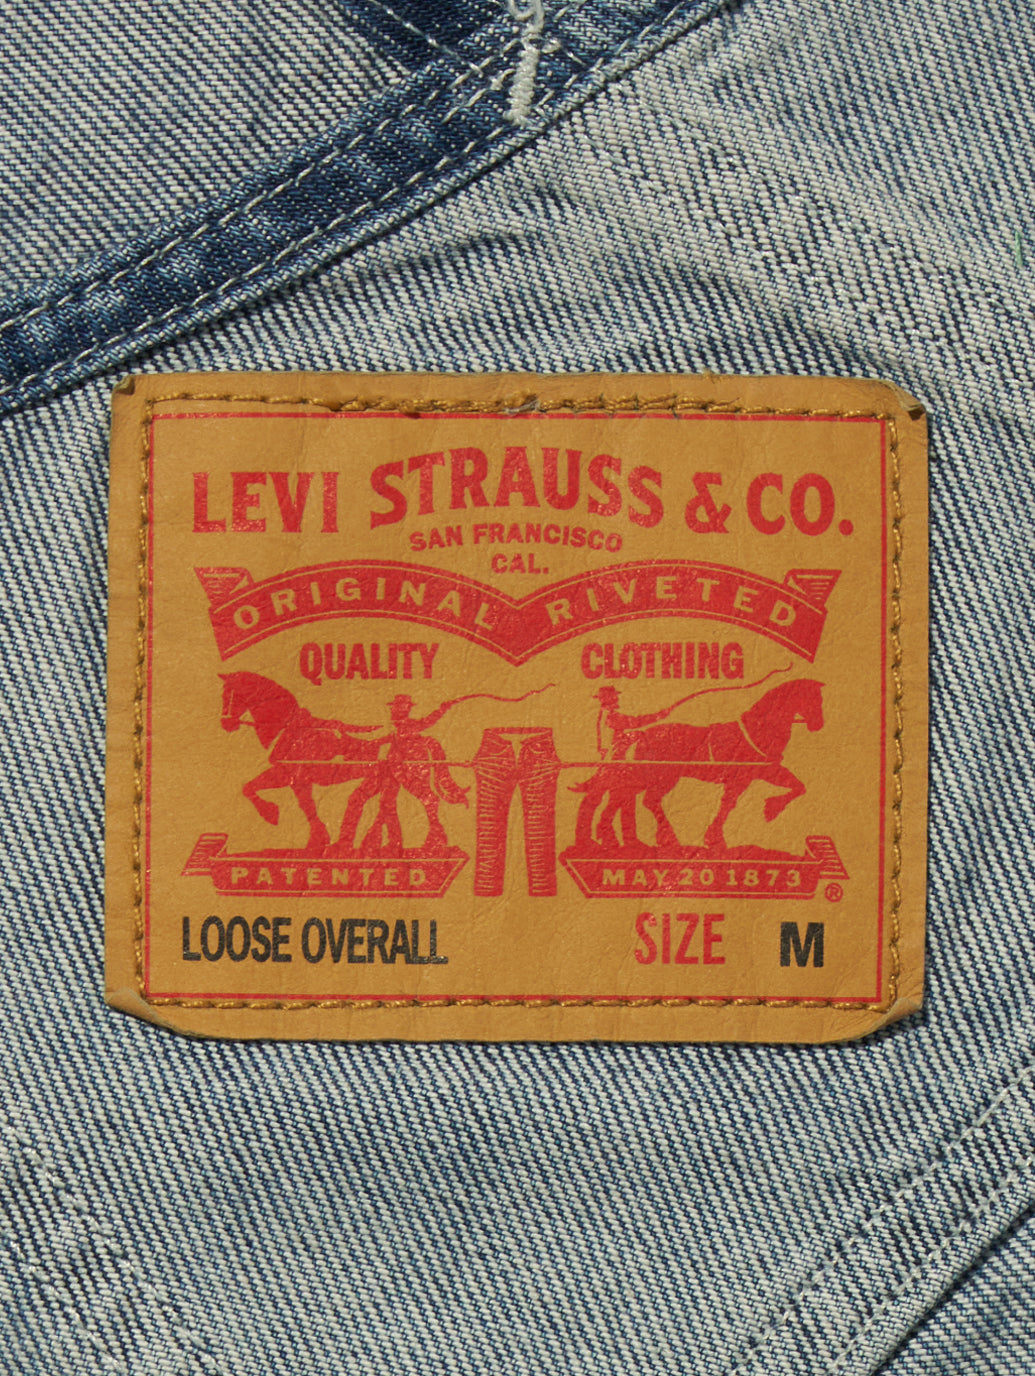 LEVI STRAUSS & CO.
SAN FRANCISCO
CAL.
ORIGINAL RIVETED
QUALITY CLOTHING
PATENTED MAY 20 1873 ®
LOOSE OVERALL SIZE M